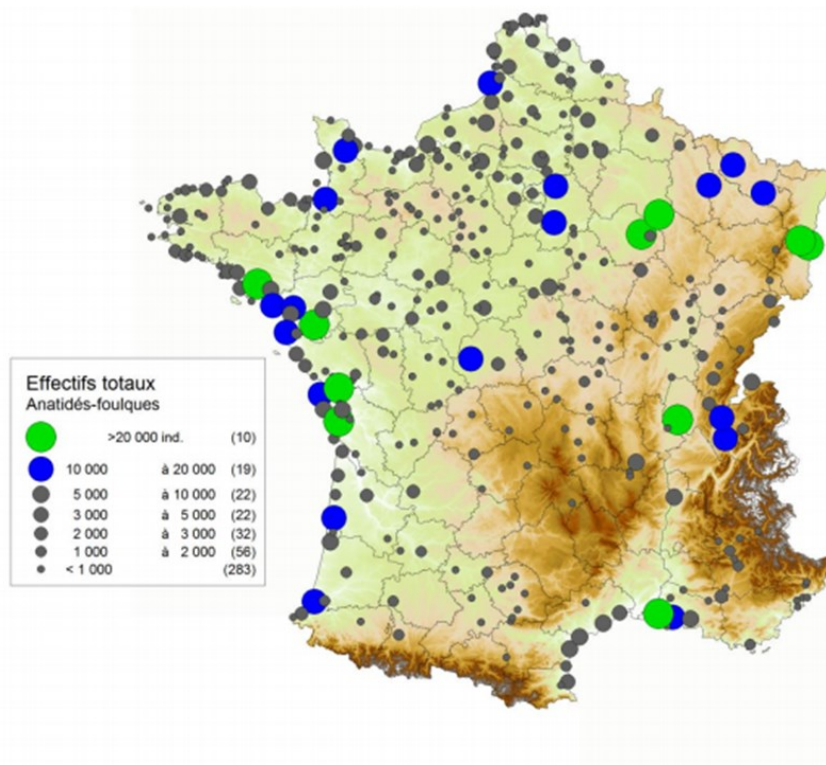 Effectifs totaux
Anatidés-foulques
>20 000 ind. (10)
10 000 à 20 000 (19)
5 000 à 10 000 (22)
3 000 à 5 000 (22)
2 000 à 3 000 (32)
1 000 à 2 000 (56)
< 1 000 (283)